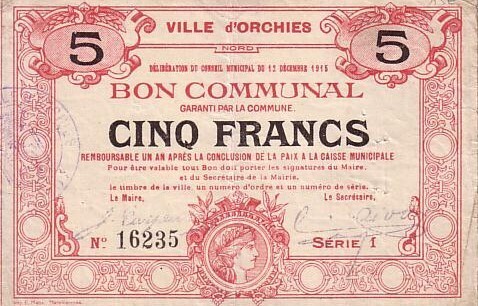 5 VILLE D'ORCHIES 5
NORD
DÉLIBÉRATION DU CONSEIL MUNICIPAL DU 12 DÉCEMBRE 1915
BON COMMUNAL
GARANTI PAR LA COMMUNE.
CINQ FRANCS
REMBOURSABLE UN AN APRÈS LA CONCLUSION DE LA PAIX A LA CAISSE MUNICIPALE
Pour être valable tout Bon doit porter les signatures du Maire,
et du Secrétaire de la Mairie,
le timbre de la ville, un numéro d'ordre et un numéro de série.
Le Maire, Le Secrétaire,
No 16235 SÉRIE 1
Imp. E.